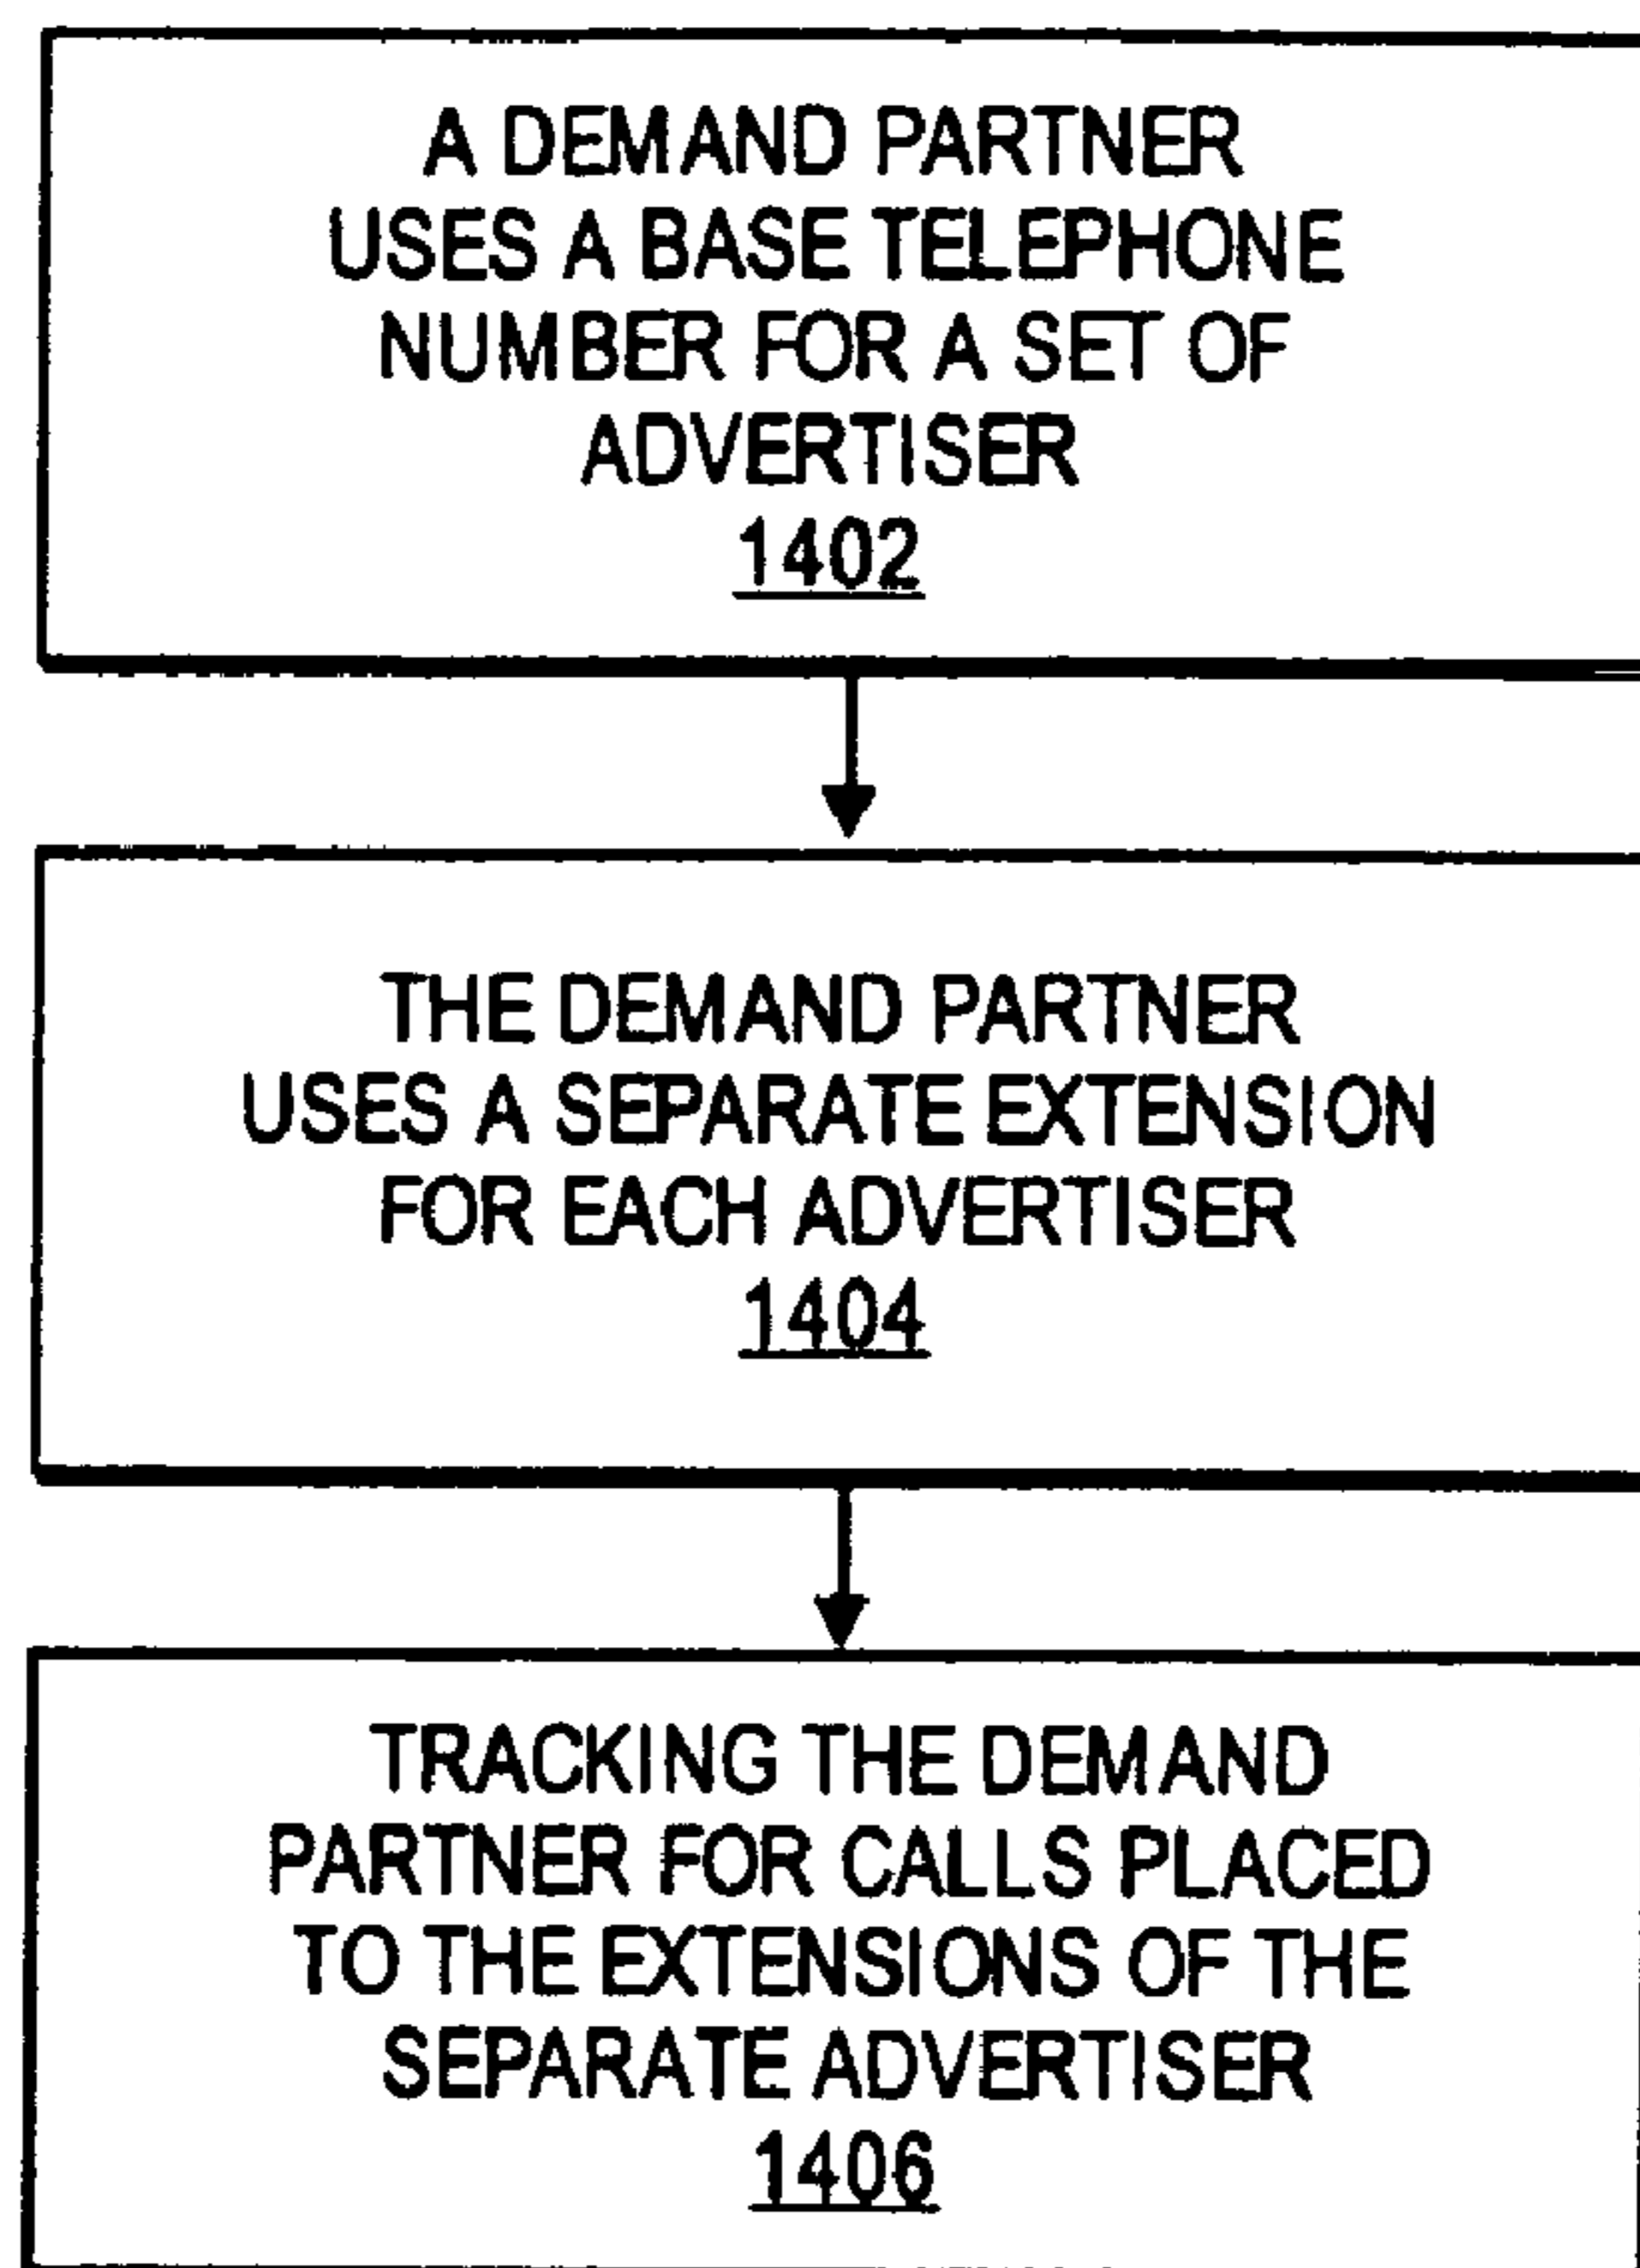 A DEMAND PARTNER
USES A BASE TELEPHONE
NUMBER FOR A SET OF
ADVERTISER
1402
THE DEMAND PARTNER
USES A SEPARATE EXTENSION
FOR EACH ADVERTISER
1404
TRACKING THE DEMAND
PARTNER FOR CALLS PLACED
TO THE EXTENSIONS OF THE
SEPARATE ADVERTISER
1406